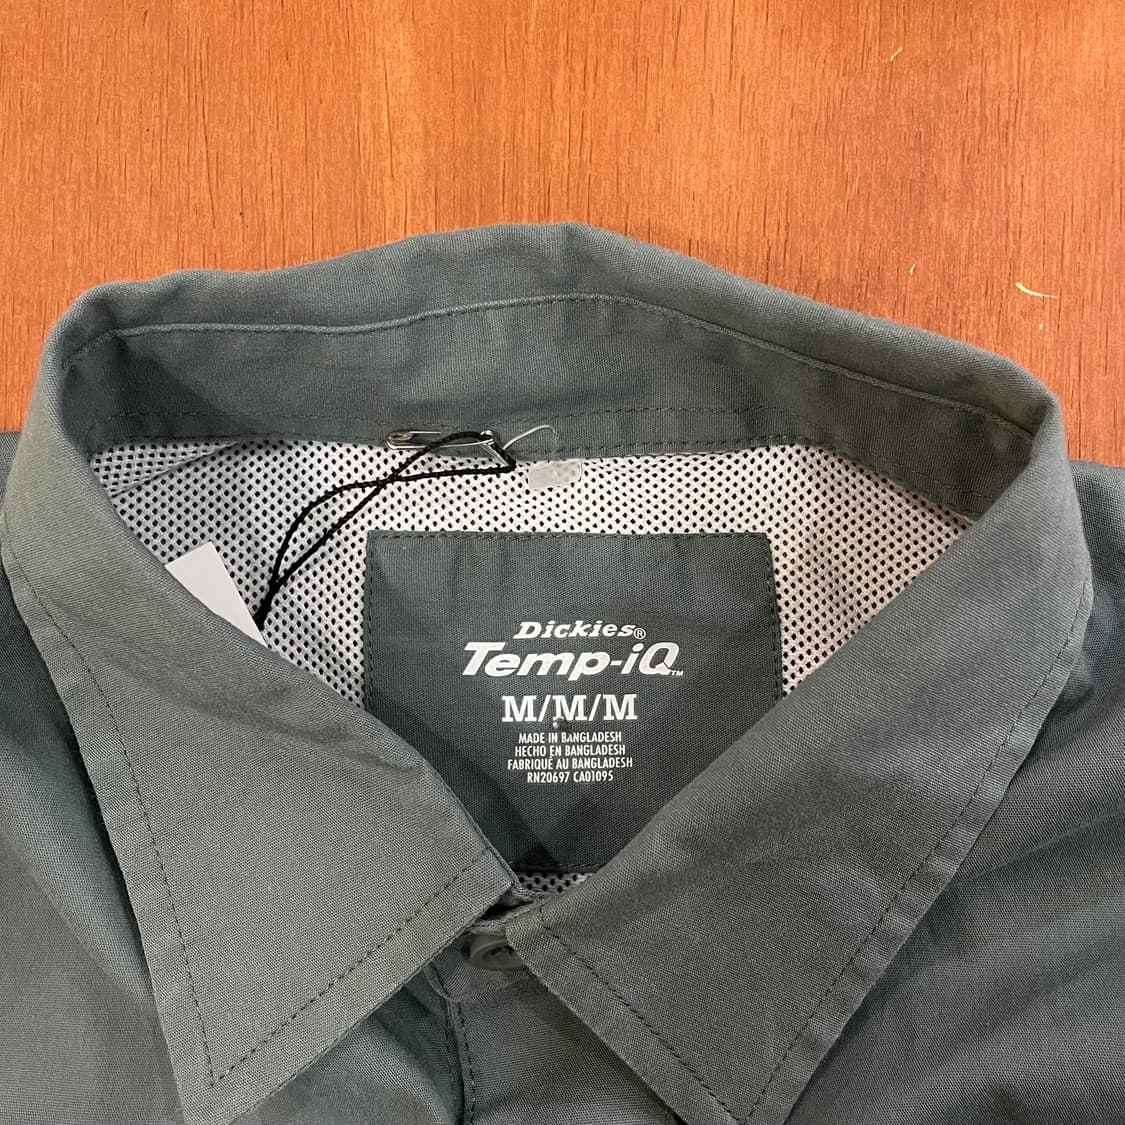 Dickies®
Temp-iQ™
M/M/M
MADE IN BANGLADESH
HECHO EN BANGLADESH
FABRIQUÉ AU BANGLADESH
RN20697 CA01095